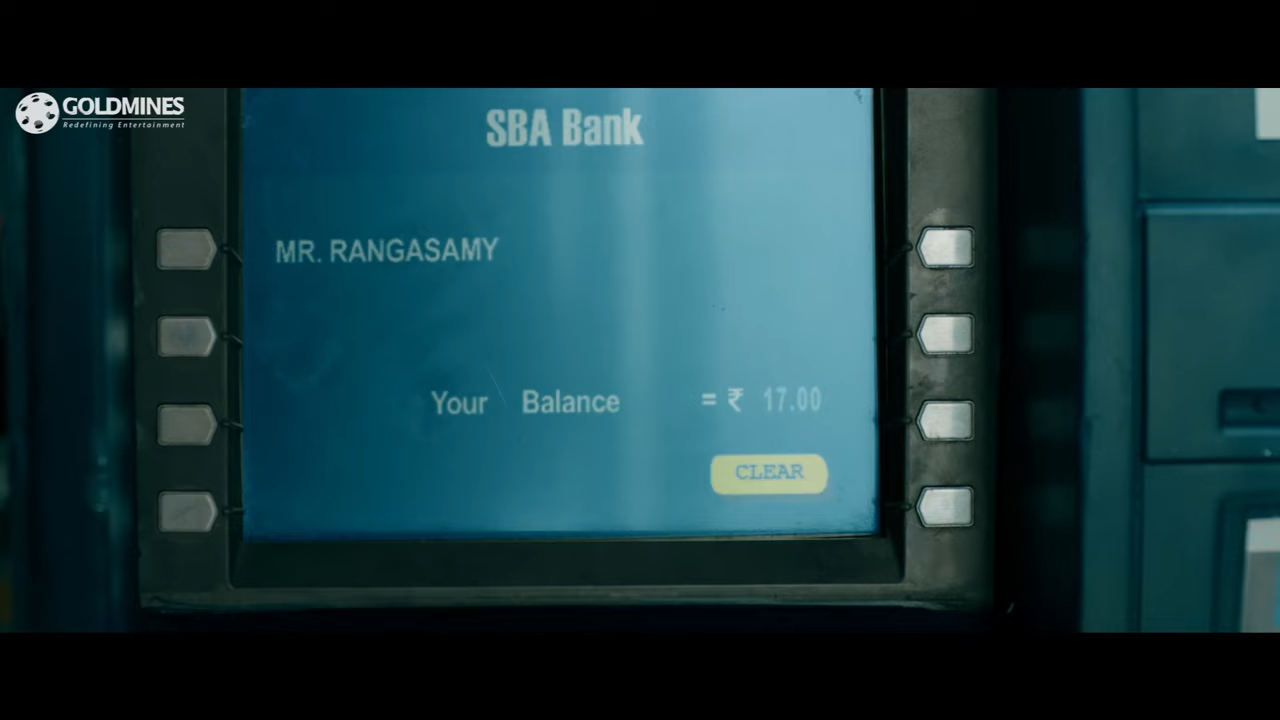 GOLDMINES
Redefining Entertainment
SBA Bank
MR. RANGASAMY
Your Balance = ₹ 17.00
CLEAR